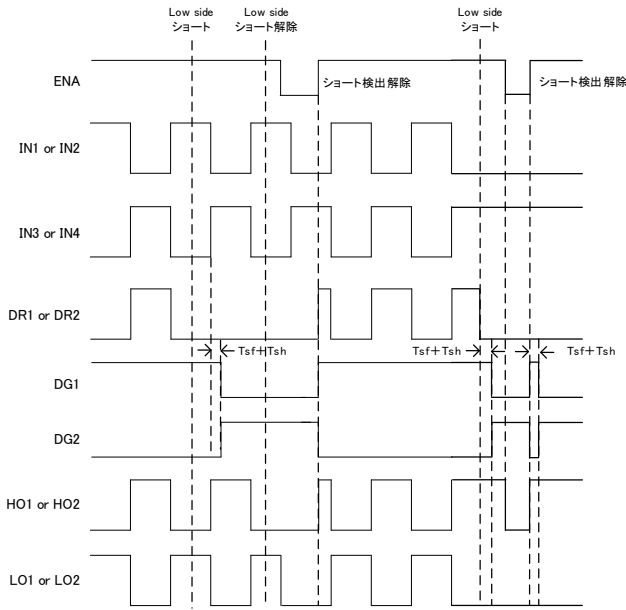 Low side
ショート
Low side
ショート解除
Low side
ショート
ENA
ショート検出解除
ショート検出解除
IN1 or IN2
IN3 or IN4
DR1 or DR2
Tsf+Tsh
Tsf+Tsh
Tsf+Tsh
DG1
DG2
HO1 or HO2
LO1 or LO2